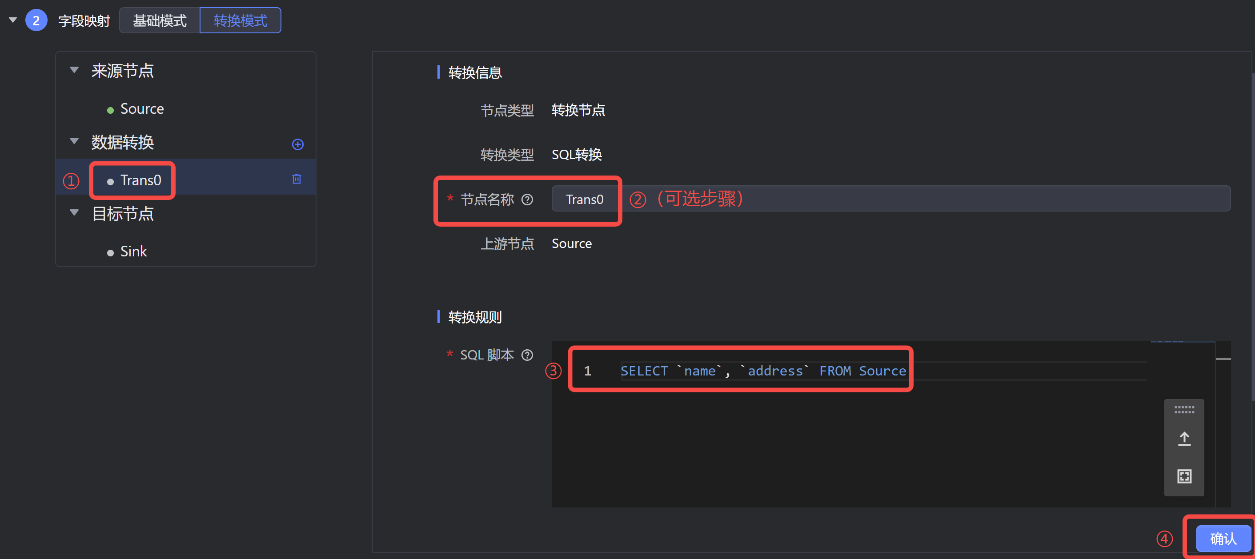 2 字段映射 基础模式 转换模式
来源节点
Source
数据转换
① Trans0
目标节点
Sink
转换信息
节点类型 转换节点
转换类型 SQL转换
* 节点名称 Trans0 ②（可选步骤）
上游节点 Source
转换规则
* SQL 脚本
③ 1 SELECT `name`, `address` FROM Source
④ 确认